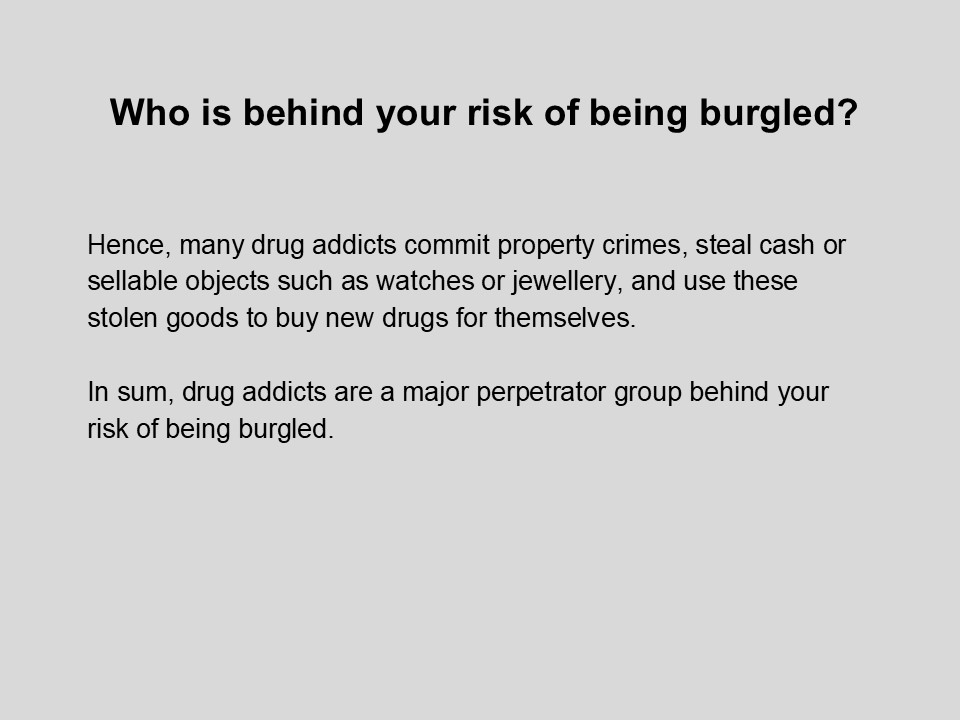 Who is behind your risk of being burgled?
Hence, many drug addicts commit property crimes, steal cash or
sellable objects such as watches or jewellery, and use these
stolen goods to buy new drugs for themselves.
In sum, drug addicts are a major perpetrator group behind your
risk of being burgled.